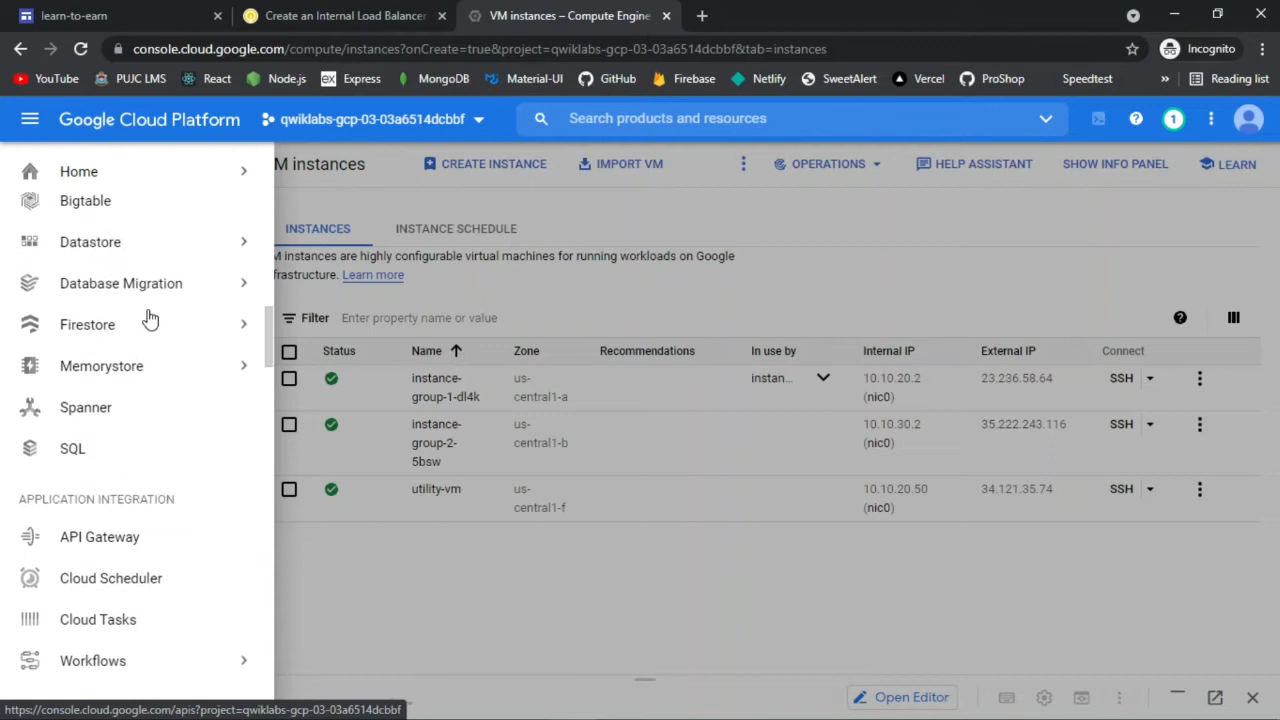 learn-to-earn
Create an Internal Load Balancer
VM instances – Compute Engine
console.cloud.google.com/compute/instances?onCreate=true&project=qwiklabs-gcp-03-03a6514dcbbf&tab=instances
Incognito
YouTube
PUJC LMS
React
Node.js
ex
Express
MongoDB
Material-UI
GitHub
Firebase
Netlify
SweetAlert
Vercel
ProShop
Speedtest
»
Reading list
Google Cloud Platform
qwiklabs-gcp-03-03a6514dcbbf
Search products and resources
1
Home
Bigtable
Datastore
Database Migration
Firestore
Memorystore
Spanner
SQL
APPLICATION INTEGRATION
API Gateway
Cloud Scheduler
Cloud Tasks
Workflows
https://console.cloud.google.com/apis?project=qwiklabs-gcp-03-03a6514dcbbf
M instances
CREATE INSTANCE
IMPORT VM
OPERATIONS
HELP ASSISTANT
SHOW INFO PANEL
LEARN
INSTANCES
INSTANCE SCHEDULE
M instances are highly configurable virtual machines for running workloads on Google
frastructure. Learn more
Filter
Enter property name or value
Status
Name
Zone
Recommendations
In use by
Internal IP
External IP
Connect
instance-
group-1-dl4k
us-
central1-a
instan...
10.10.20.2
(nic0)
23.236.58.64
SSH
instance-
group-2-
5bsw
us-
central1-b
10.10.30.2
(nic0)
35.222.243.116
SSH
utility-vm
us-
central1-f
10.10.20.50
(nic0)
34.121.35.74
SSH
Open Editor